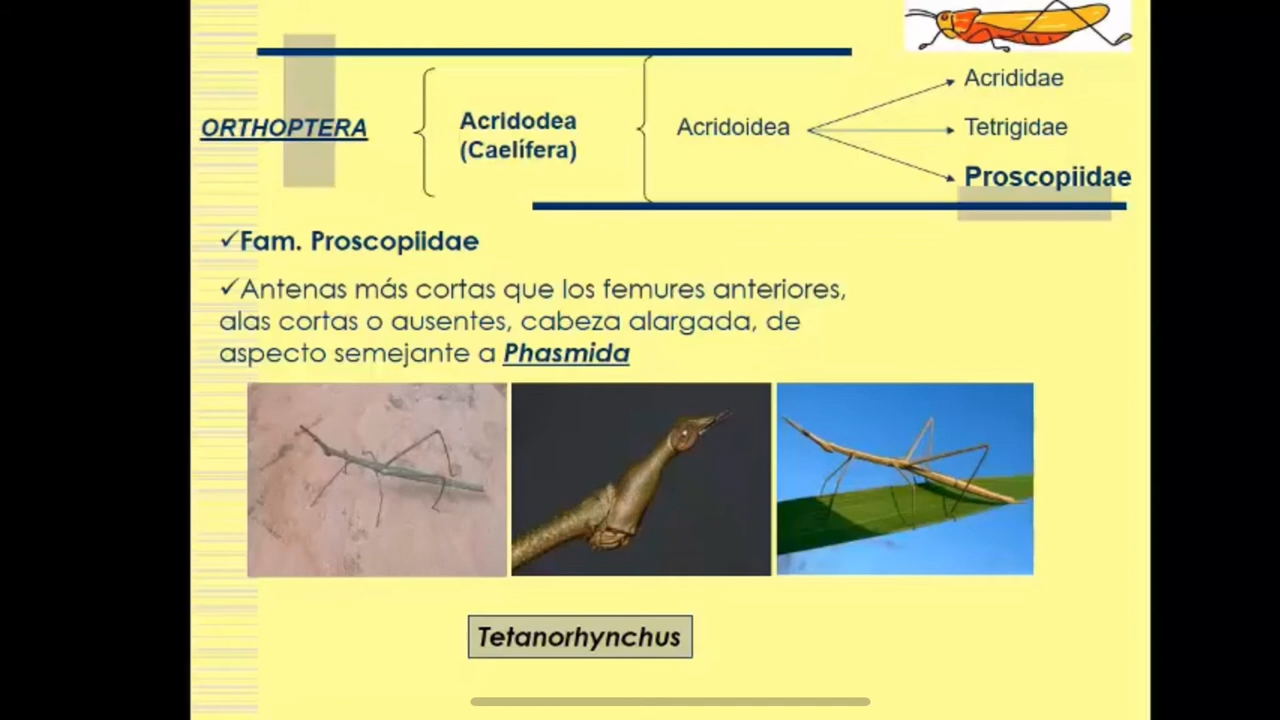 Acrididae
ORTHOPTERA
Acridodea
(Caelífera)
Acridoidea
Tetrigidae
Proscopiidae
✓Fam. Proscopiidae
✓Antenas más cortas que los femures anteriores,
alas cortas o ausentes, cabeza alargada, de
aspecto semejante a Phasmida
Tetanorhynchus